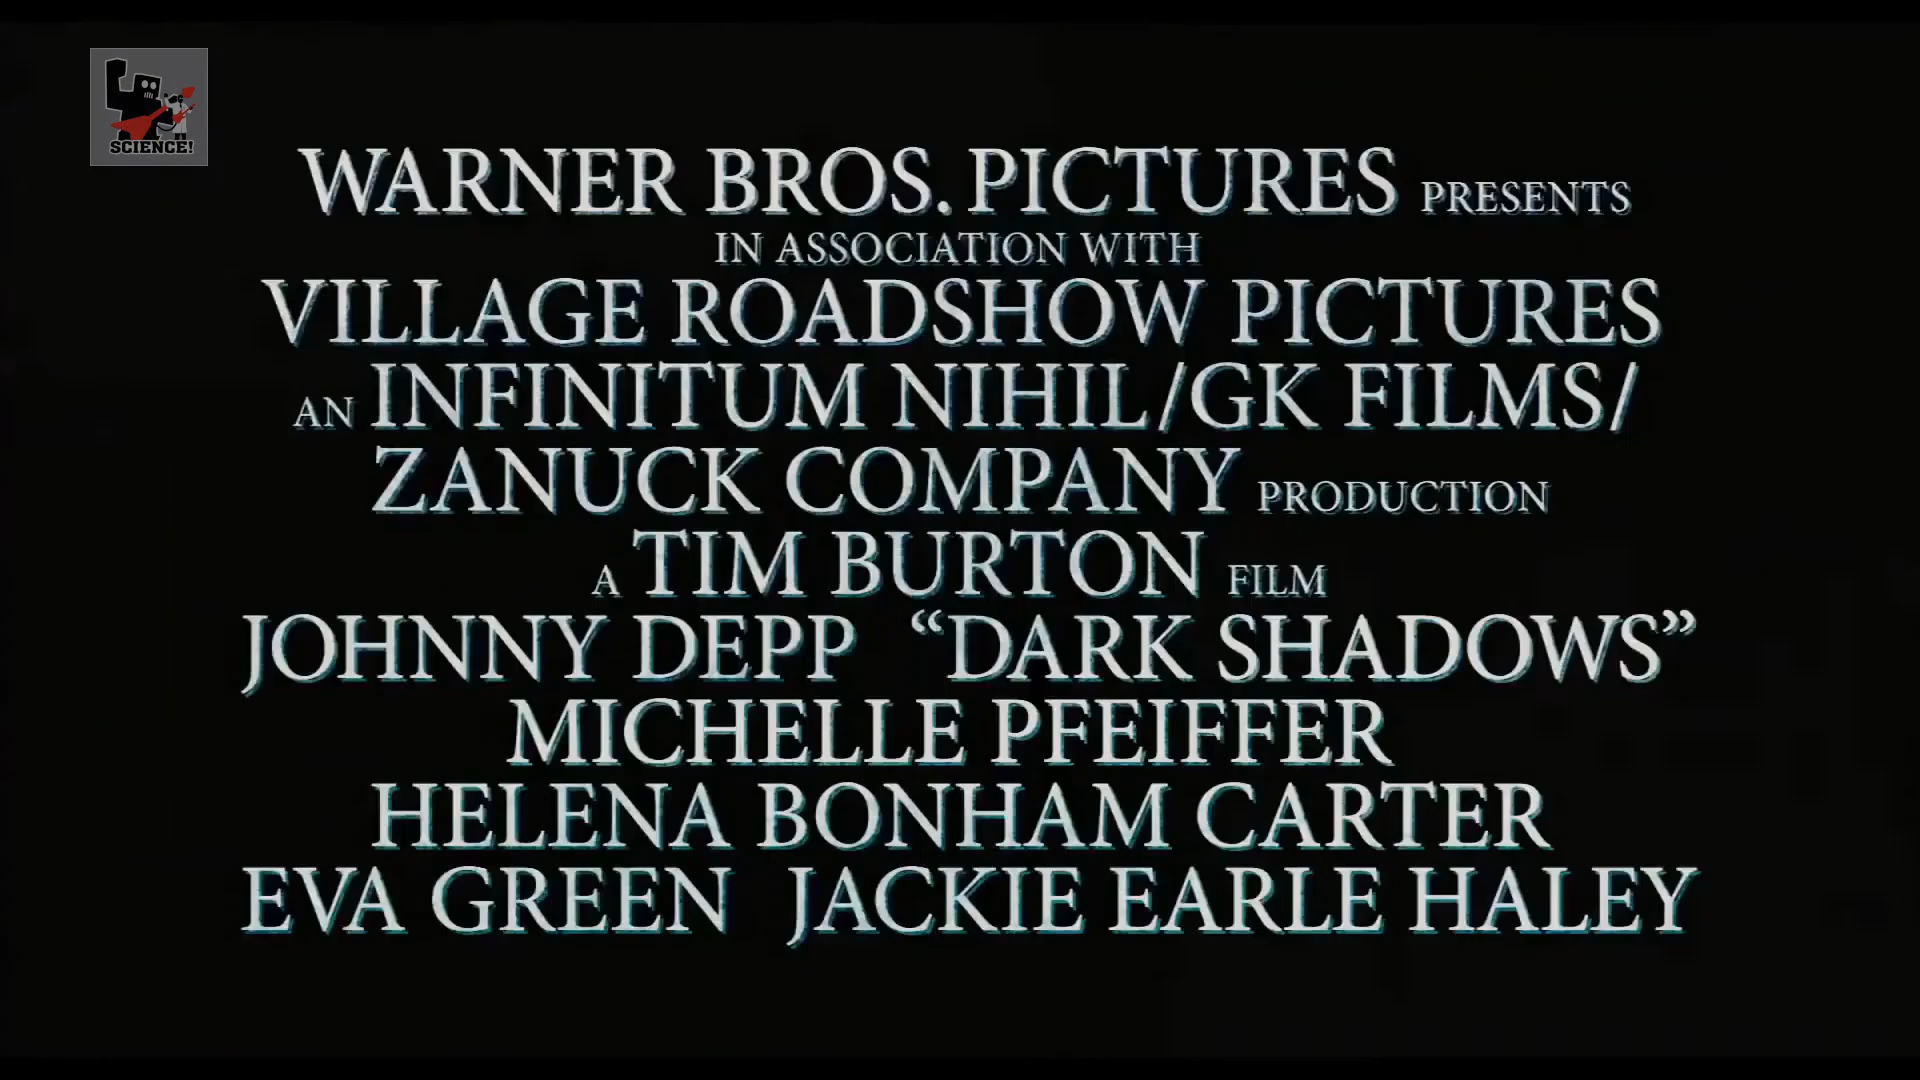 SCIENCE!
WARNER BROS. PICTURES PRESENTS
IN ASSOCIATION WITH
VILLAGE ROADSHOW PICTURES
AN INFINITUM NIHIL/GK FILMS/
ZANUCK COMPANY PRODUCTION
A TIM BURTON FILM
JOHNNY DEPP “DARK SHADOWS”
MICHELLE PFEIFFER
HELENA BONHAM CARTER
EVA GREEN JACKIE EARLE HALEY